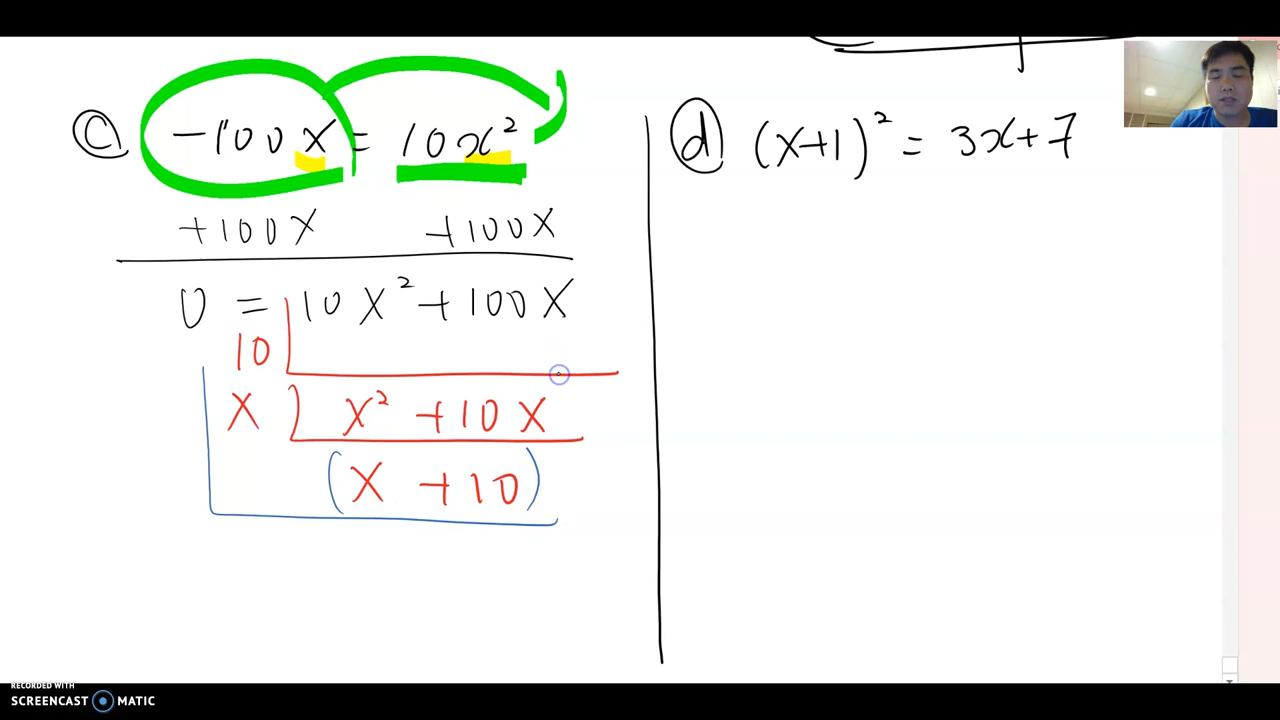 ⓒ -100x = 10x²
+100x +100x
0 = 10x² + 100x
10
x x² + 10x
(x + 10)
ⓓ (x+1)² = 3x+7
RECORDED WITH
SCREENCAST MATIC